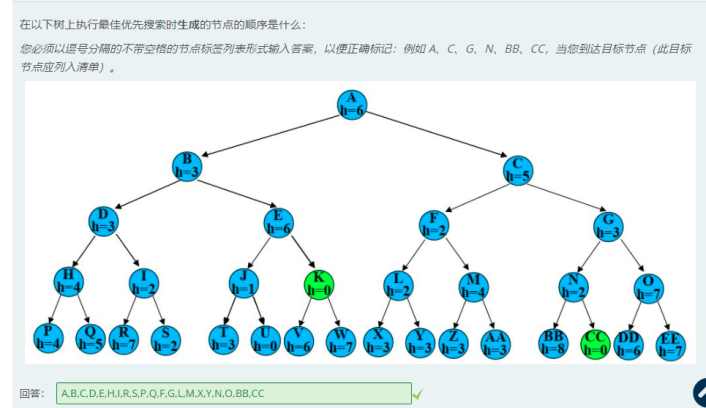 在以下树上执行最佳优先搜索时生成的节点的顺序是什么：
您必须以逗号分隔的不带空格的节点标签列表形式输入答案，以便正确标记：例如 A、C、G、N、BB、CC，当您到达目标节点（此目标
节点应列入清单）。
A
h=6
B
h=3
C
h=5
D
h=3
E
h=6
F
h=2
G
h=3
H
h=4
I
h=2
J
h=1
K
h=0
L
h=2
M
h=4
N
h=2
O
h=7
P
h=4
Q
h=5
R
h=7
S
h=2
T
h=3
U
h=0
V
h=6
W
h=7
X
h=3
Y
h=3
Z
h=3
AA
h=3
BB
h=8
CC
h=0
DD
h=6
EE
h=7
回答： A,B,C,D,E,H,I,R,S,P,Q,F,G,L,M,X,Y,N,O,BB,CC